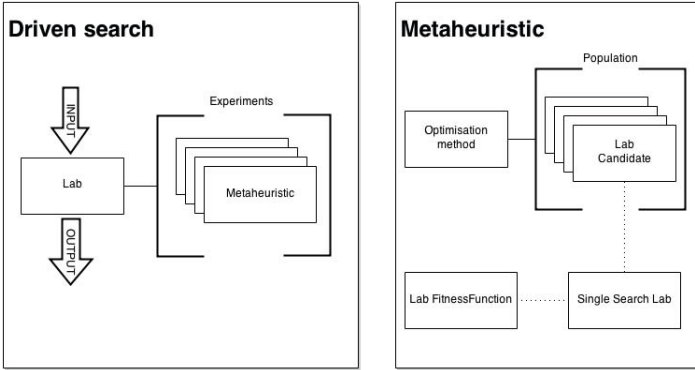 Driven search
INPUT
Lab
OUTPUT
Experiments
Metaheuristic
Metaheuristic
Population
Optimisation
method
Lab
Candidate
Lab FitnessFunction
Single Search Lab